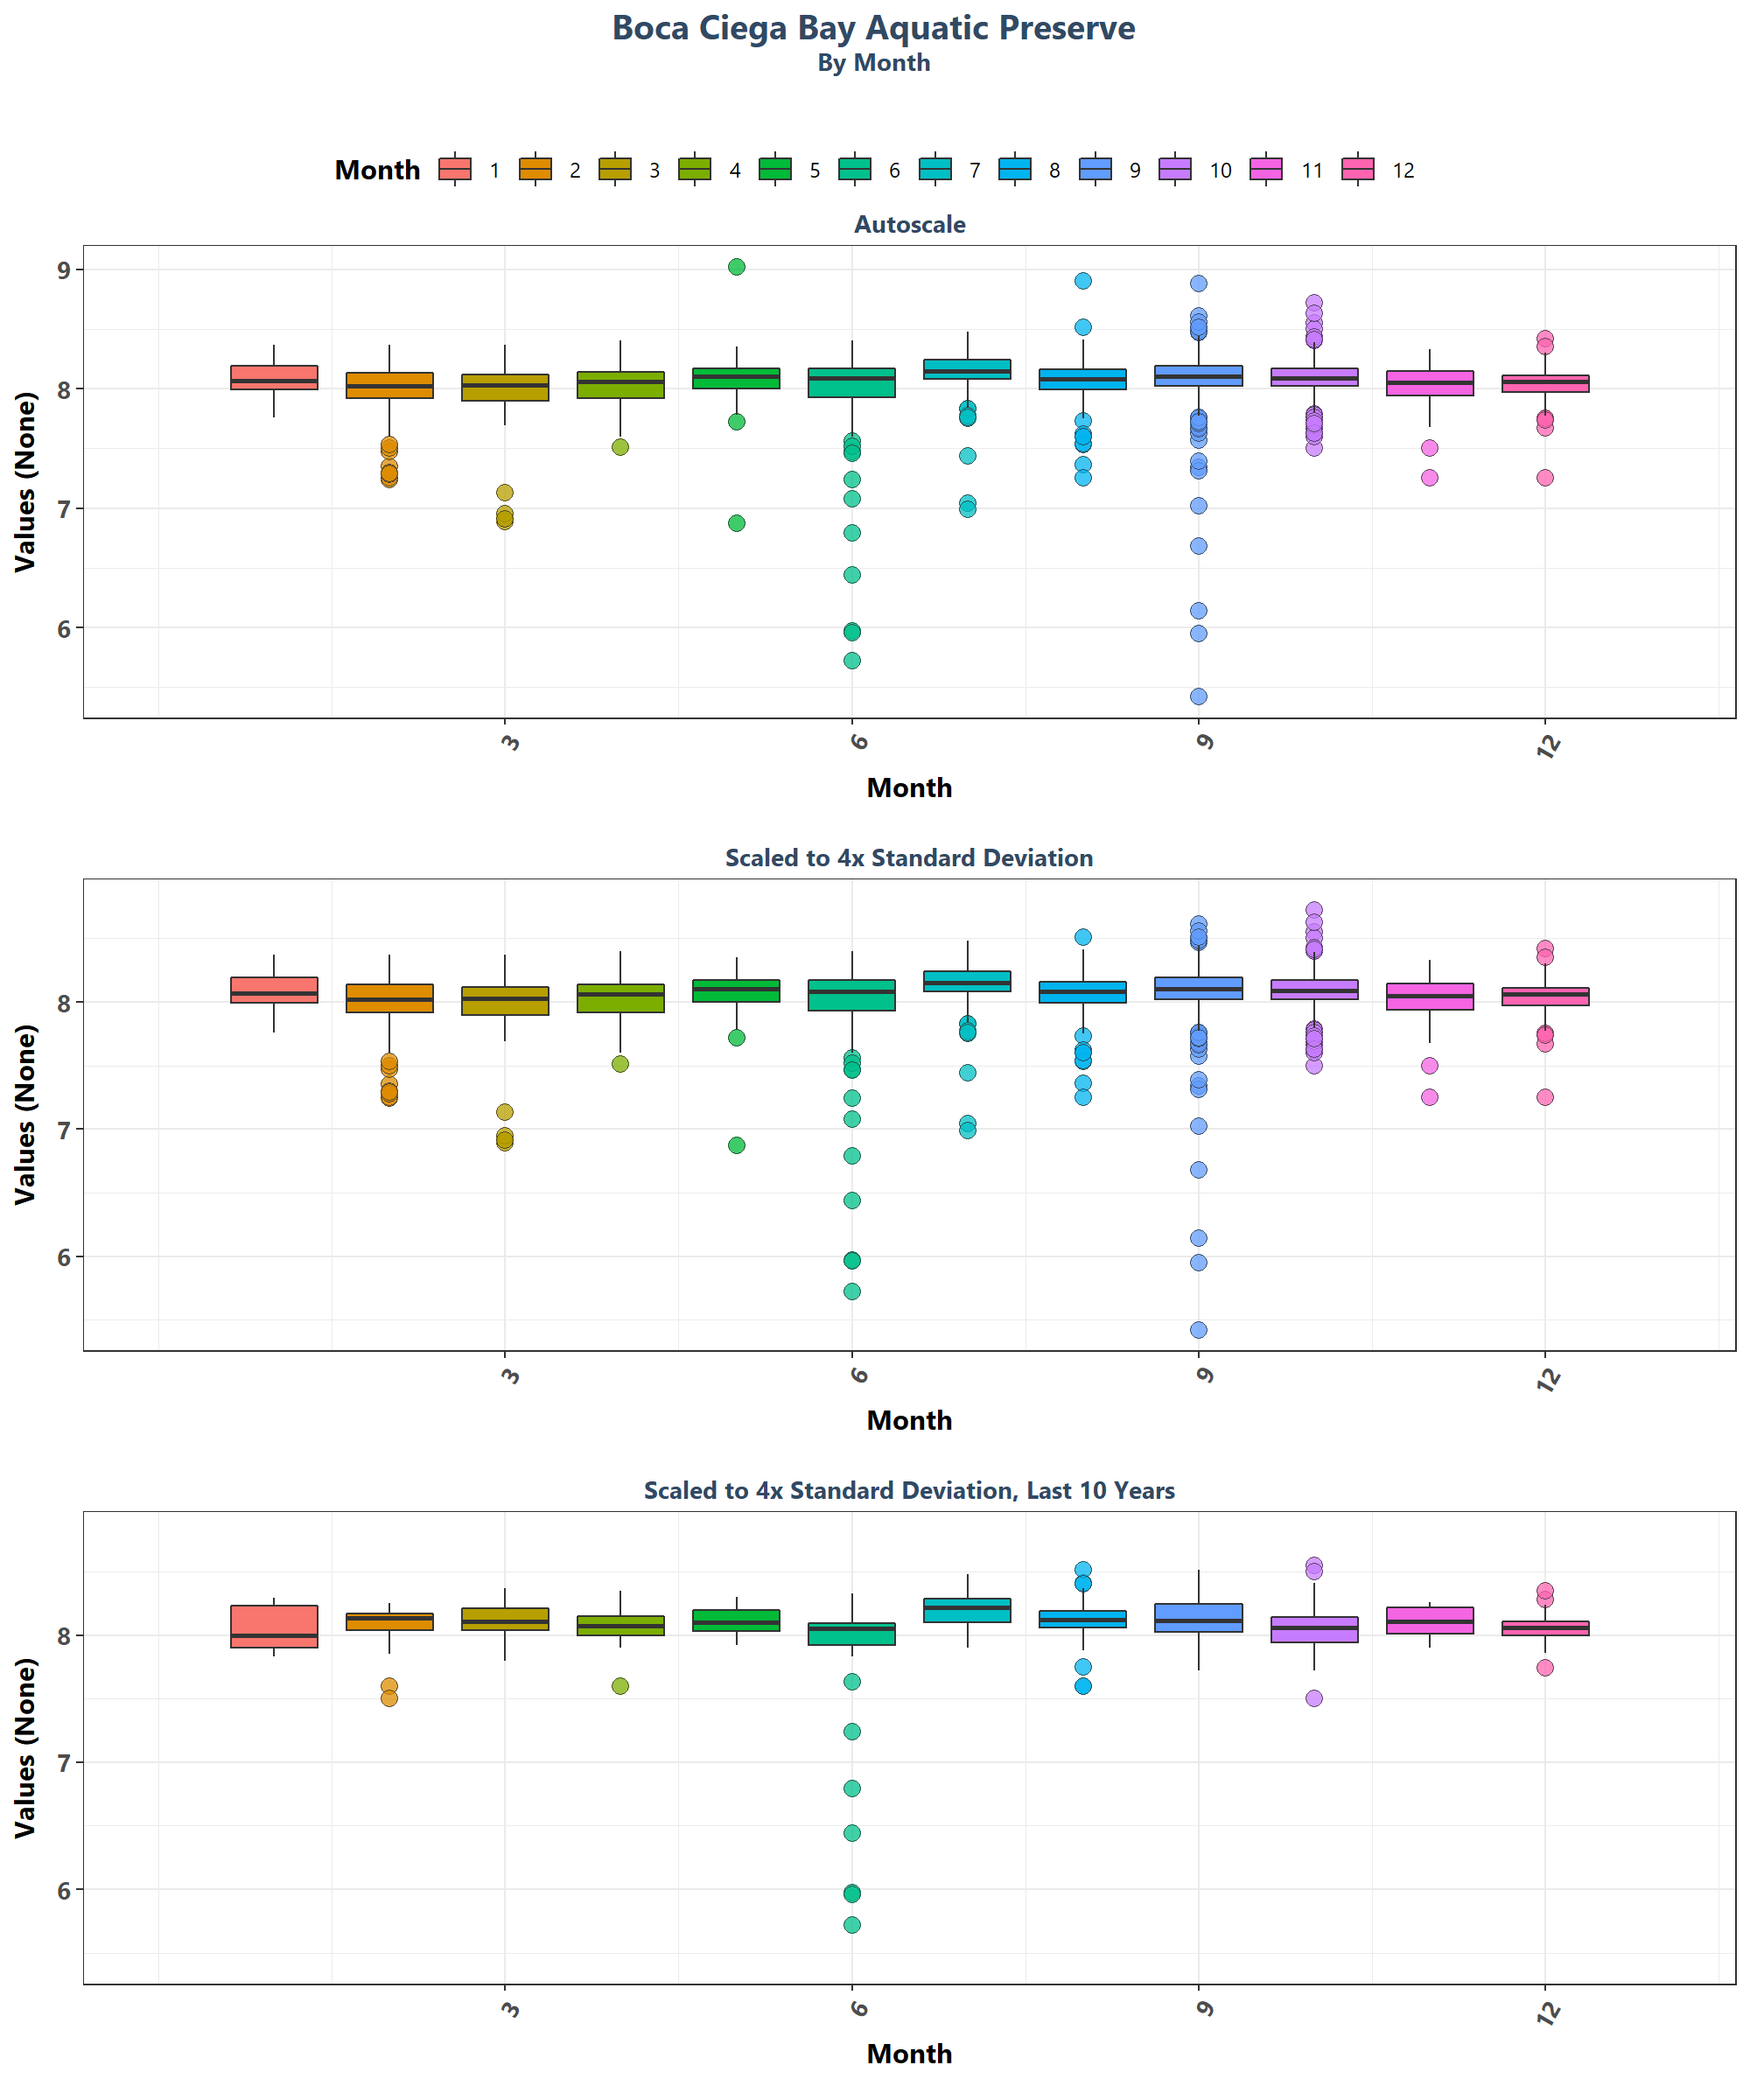 Boca Ciega Bay Aquatic Preserve
By Month
Month 1 2 3 4 5 6 7 8 9 10 11 12
Autoscale
Values (None)
9
8
7
6
3 6 9 12
Month
Scaled to 4x Standard Deviation
Values (None)
8
7
6
3 6 9 12
Month
Scaled to 4x Standard Deviation, Last 10 Years
Values (None)
8
7
6
3 6 9 12
Month